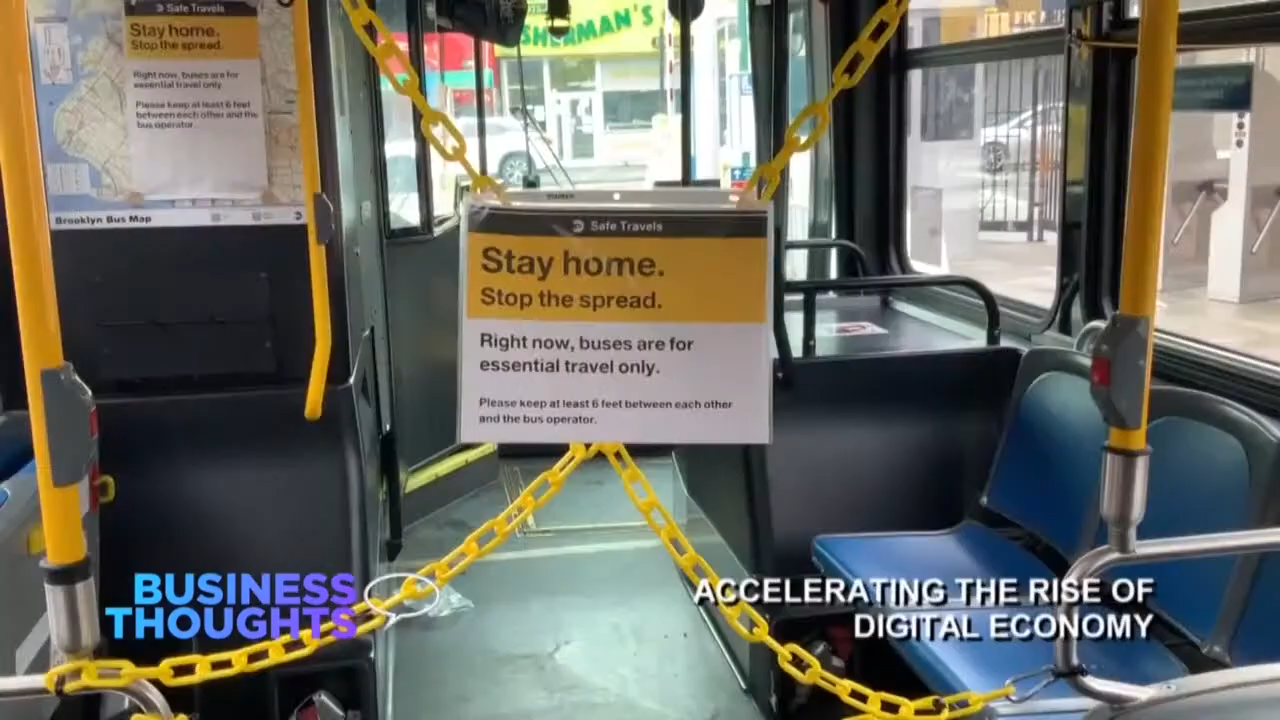 SHERMAN'S
Safe Travels
Stay home.
Stop the spread.
Right now, buses are for
essential travel only
Please keep at least 6 feet
between each other and the
bus operator.
Brooklyn Bus Map
Safe Travels
Stay home.
Stop the spread.
Right now, buses are for
essential travel only.
Please keep at least 6 feet between each other
and the bus operator.
BUSINESS
THOUGHTS
ACCELERATING THE RISE OF
DIGITAL ECONOMY